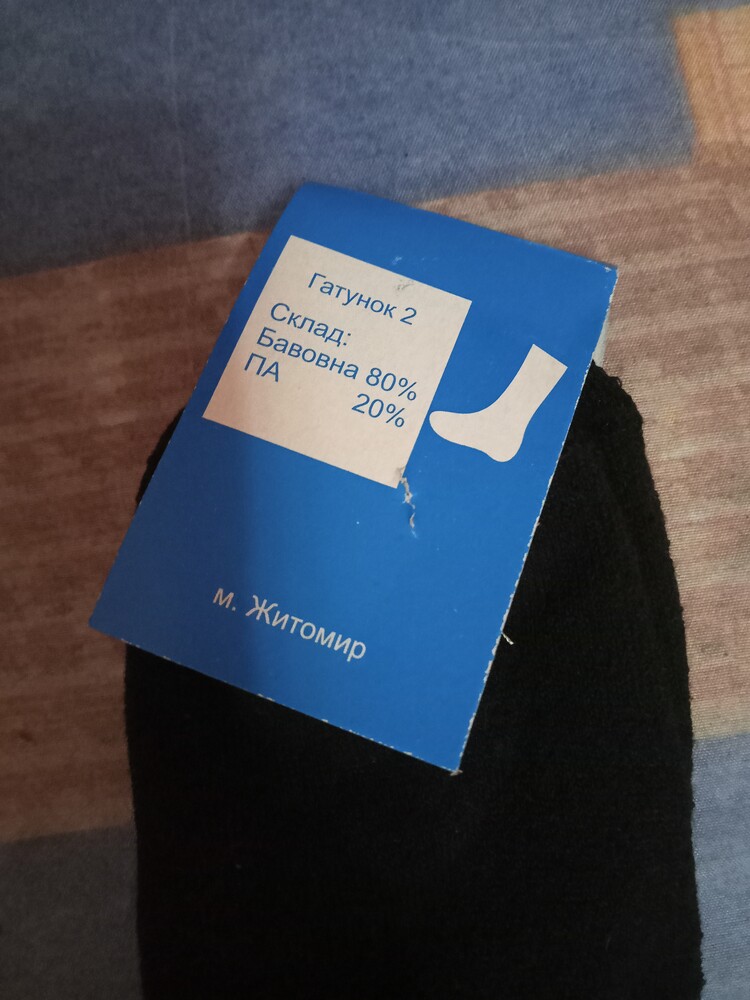 Гатунок 2
Склад:
Бавовна 80%
ПА 20%
м. Житомир